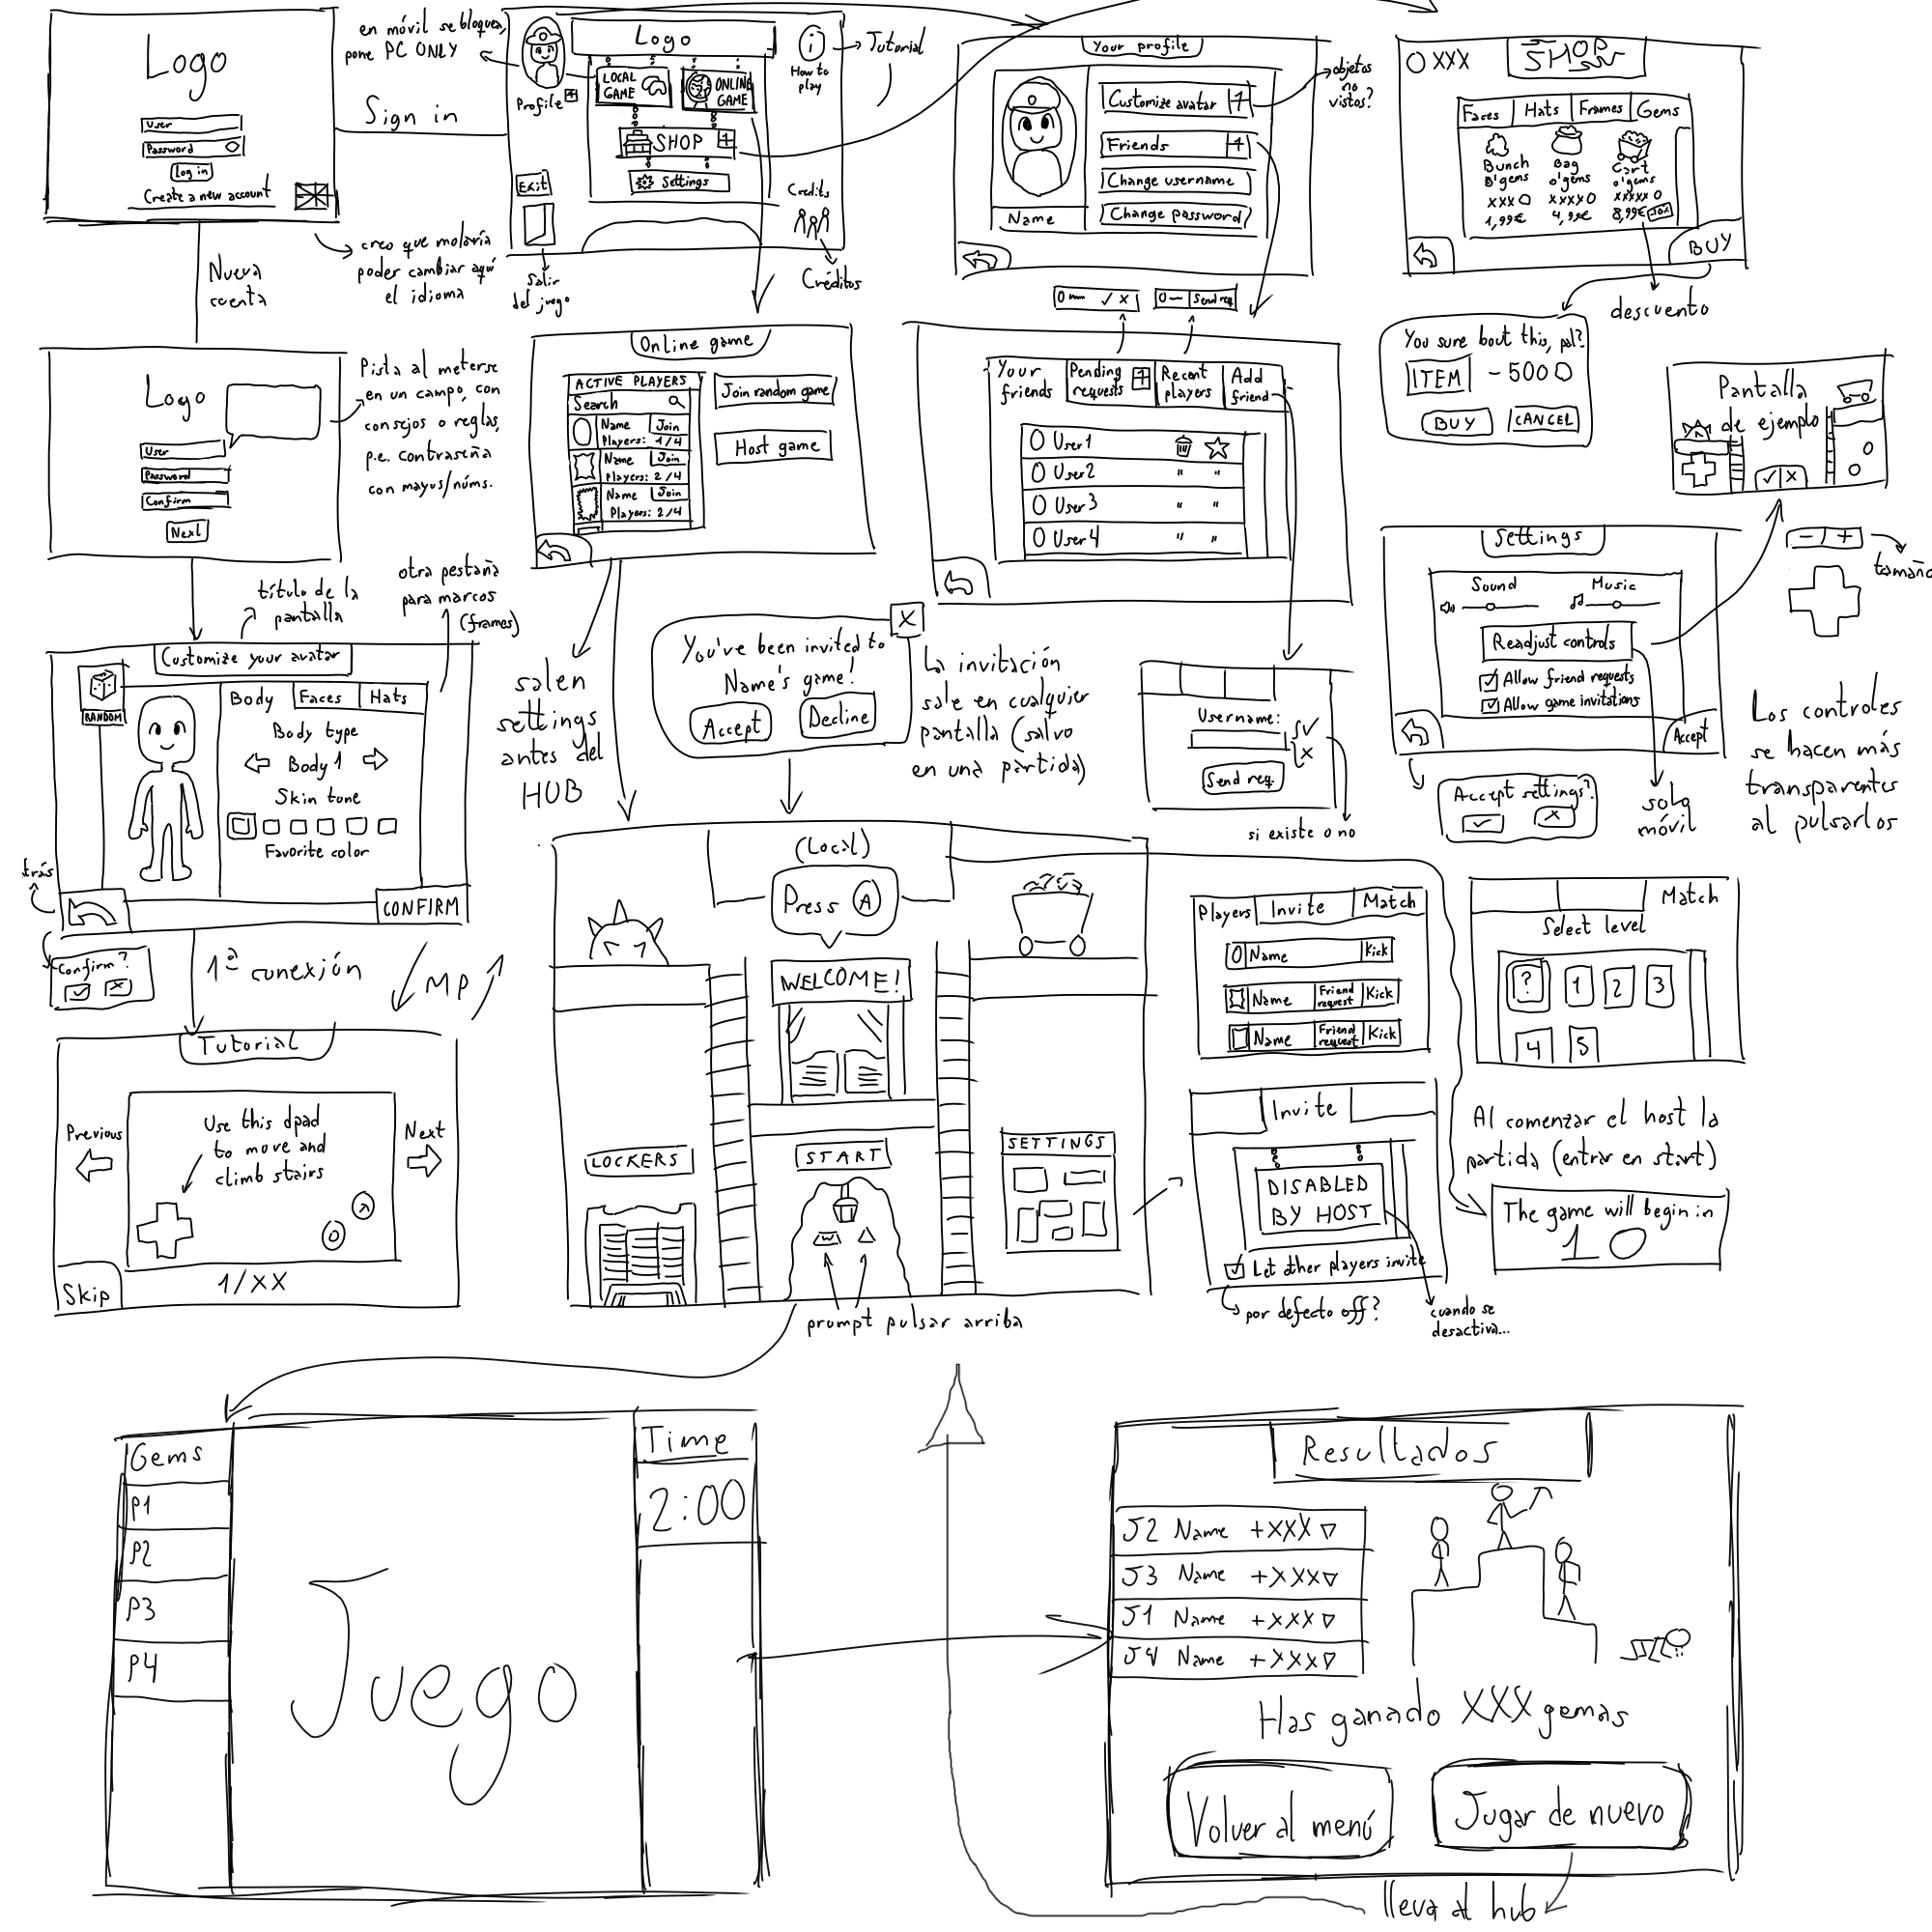 Logo
User
Password
Log in
Create a new account
Sign in
en móvil se bloquea,
pone PC ONLY
creo que molaría
poder cambiar aquí
el idioma
Nueva
cuenta
Logo
Profile
LOCAL
GAME
ONLINE
GAME
SHOP
Settings
i
How to
play
Tutorial
Exit
Salir
del juego
Credits
Créditos
Your profile
Customize avatar
Friends
Change username
Change password
Name
objetos
no
vistos?
XXX
SHOP
Faces
Hats
Frames
Gems
Bunch
O'gems
XXX
1,99€
Bag
o'gems
XXXX
4,99€
Cart
o'gems
XXXXX
8,99€
BUY
descuento
You sure bout this, pal?
ITEM
-500
BUY
CANCEL
Pantalla
de ejemplo
✓ X
Logo
User
Password
Confirm
Next
Pista al meterse
en un campo, con
consejos o reglas,
p.e. contraseña
con mayus/núms.
Online game
ACTIVE PLAYERS
Search
Name Join
Players: 1/4
Name Join
Players: 2/4
Name Join
Players: 2/4
Join random game
Host game
✓ X
Send req
Your
friends
Pending
requests
Recent
players
Add
friend
User1
User2 " "
User3 " "
User4 " "
Settings
Sound
Music
Readjust controls
Allow friend requests
Allow game invitations
Accept
- / +
tamaño
Accept settings?
✓ X
solo
móvil
Los controles
se hacen más
transparentes
al pulsarlos
título de la
pantalla
otra pestaña
para marcos
(frames)
Customize your avatar
RANDOM
Body
Faces
Hats
Body type
Body 1
Skin tone
Favorite color
CONFIRM
atrás
Confirm?
✓ X
1ª conexión
MP
salen
settings
antes del
HUB
X
You've been invited to
Name's game!
Accept
Decline
La invitación
sale en cualquier
pantalla (salvo
en una partida)
Username:
✓
X
Send req.
si existe o no
Tutorial
Previous
Use this dpad
to move and
climb stairs
Next
Skip
1/XX
(Local)
Press A
WELCOME!
LOCKERS
START
SETTINGS
prompt pulsar arriba
Players
Invite
Match
Name Kick
Name Friend request Kick
Name Friend request Kick
Match
Select level
? 1 2 3
4 5
Invite
DISABLED
BY HOST
Let other players invite
por defecto off?
cuando se
desactiva...
Al comenzar el host la
partida (entrar en start)
The game will begin in
10
Gems
P1
P2
P3
P4
Juego
Time
2:00
Resultados
J2 Name +XXX
J3 Name +XXX
J1 Name +XXX
J4 Name +XXX
Has ganado XXX gemas
Volver al menú
Jugar de nuevo
lleva al hub